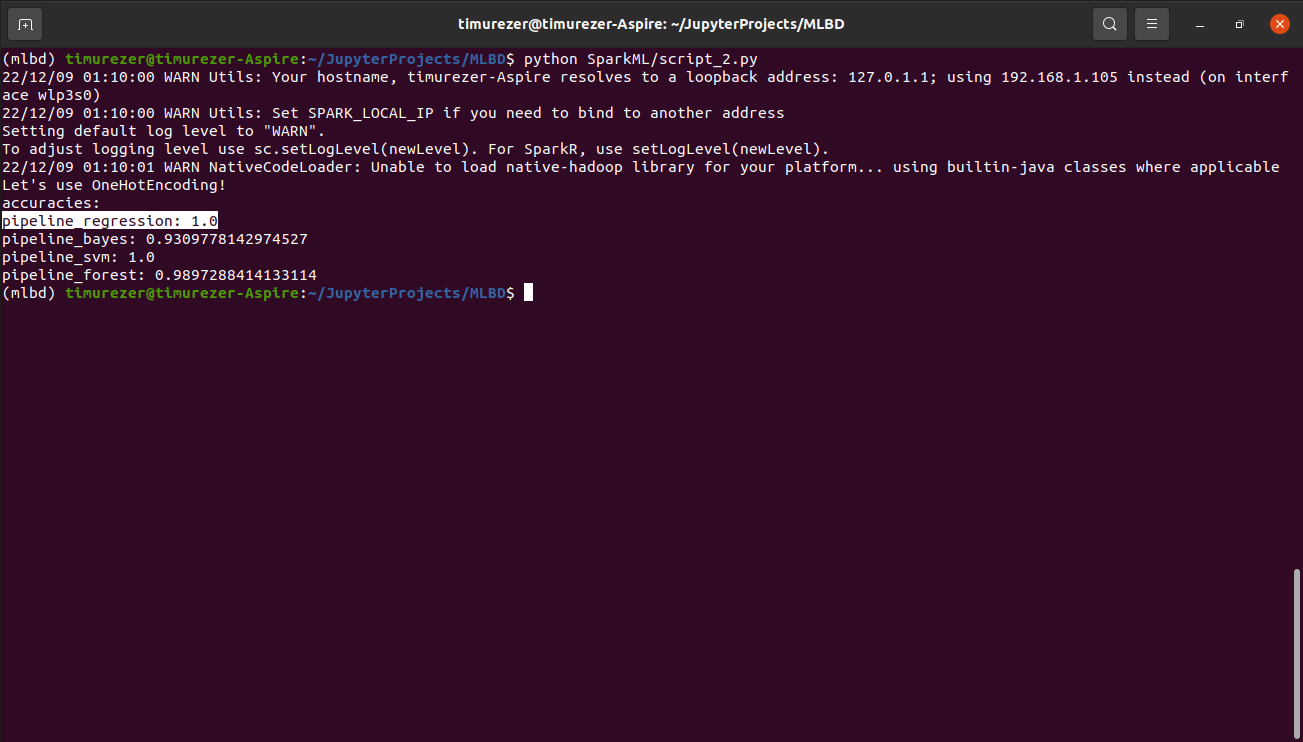 timurezer@timurezer-Aspire: ~/JupyterProjects/MLBD
(mlbd) timurezer@timurezer-Aspire:~/JupyterProjects/MLBD$ python SparkML/script_2.py
22/12/09 01:10:00 WARN Utils: Your hostname, timurezer-Aspire resolves to a loopback address: 127.0.1.1; using 192.168.1.105 instead (on interf
ace wlp3s0)
22/12/09 01:10:00 WARN Utils: Set SPARK_LOCAL_IP if you need to bind to another address
Setting default log level to "WARN".
To adjust logging level use sc.setLogLevel(newLevel). For SparkR, use setLogLevel(newLevel).
22/12/09 01:10:01 WARN NativeCodeLoader: Unable to load native-hadoop library for your platform... using builtin-java classes where applicable
Let's use OneHotEncoding!
accuracies:
pipeline_regression: 1.0
pipeline_bayes: 0.9309778142974527
pipeline_svm: 1.0
pipeline_forest: 0.9897288414133114
(mlbd) timurezer@timurezer-Aspire:~/JupyterProjects/MLBD$